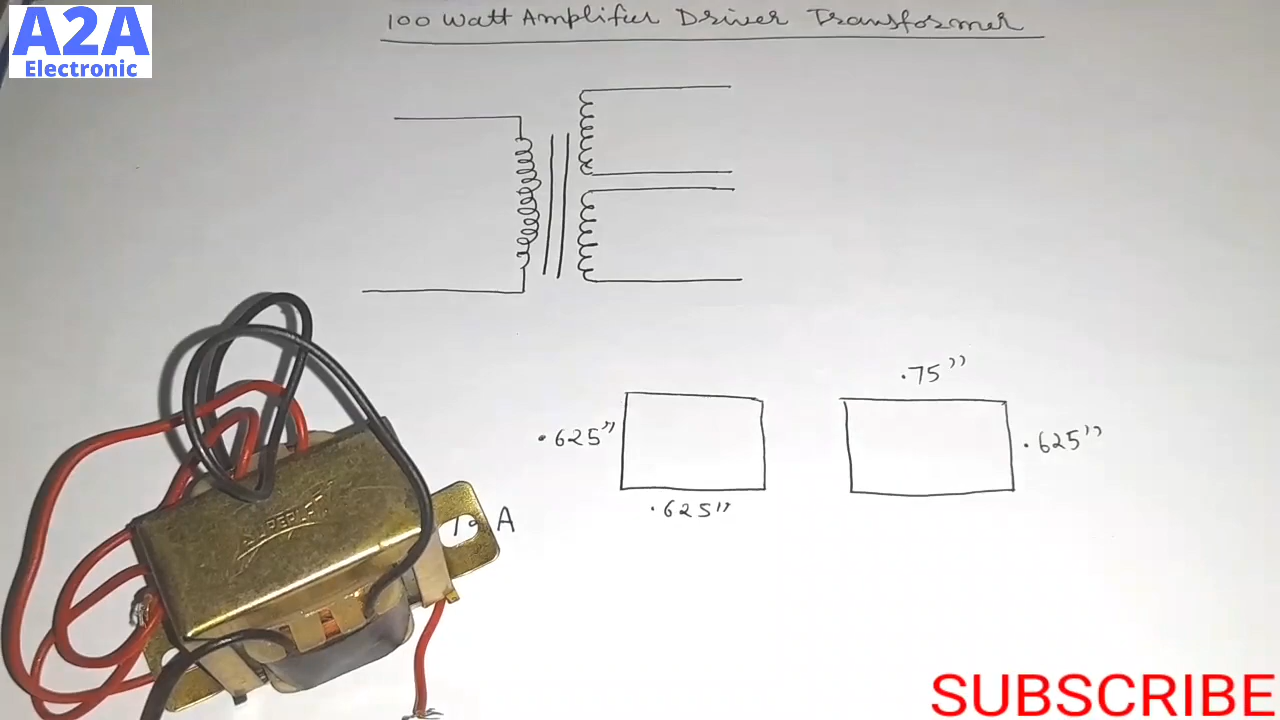 A2A
Electronic
100 Watt Amplifier Driver Transformer
.75"
.625"
.625"
.625"
A
SUBSCRIBE